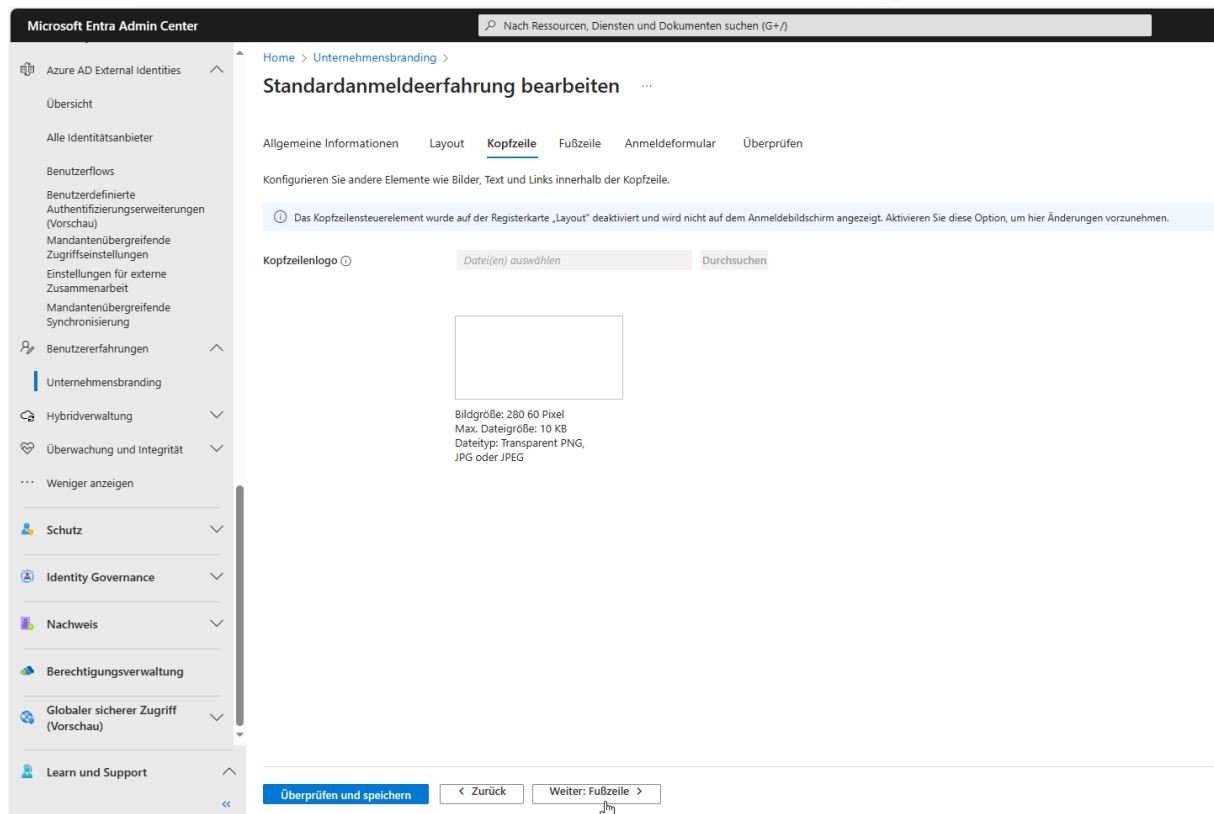 Microsoft Entra Admin Center
Nach Ressourcen, Diensten und Dokumenten suchen (G+/)
Azure AD External Identities
Übersicht
Alle Identitätsanbieter
Benutzerflows
Benutzerdefinierte
Authentifizierungserweiterungen
(Vorschau)
Mandantenübergreifende
Zugriffseinstellungen
Einstellungen für externe
Zusammenarbeit
Mandantenübergreifende
Synchronisierung
Benutzererfahrungen
Unternehmensbranding
Hybridverwaltung
Überwachung und Integrität
Weniger anzeigen
Schutz
Identity Governance
Nachweis
Berechtigungsverwaltung
Globaler sicherer Zugriff
(Vorschau)
Learn und Support
Home > Unternehmensbranding >
Standardanmeldeerfahrung bearbeiten ...
Allgemeine Informationen Layout Kopfzeile Fußzeile Anmeldeformular Überprüfen
Konfigurieren Sie andere Elemente wie Bilder, Text und Links innerhalb der Kopfzeile.
Das Kopfzeilensteuerelement wurde auf der Registerkarte „Layout" deaktiviert und wird nicht auf dem Anmeldebildschirm angezeigt. Aktivieren Sie diese Option, um hier Änderungen vorzunehmen.
Kopfzeilenlogo Datei(en) auswählen Durchsuchen
Bildgröße: 280 60 Pixel
Max. Dateigröße: 10 KB
Dateityp: Transparent PNG,
JPG oder JPEG
Überprüfen und speichern < Zurück Weiter: Fußzeile >